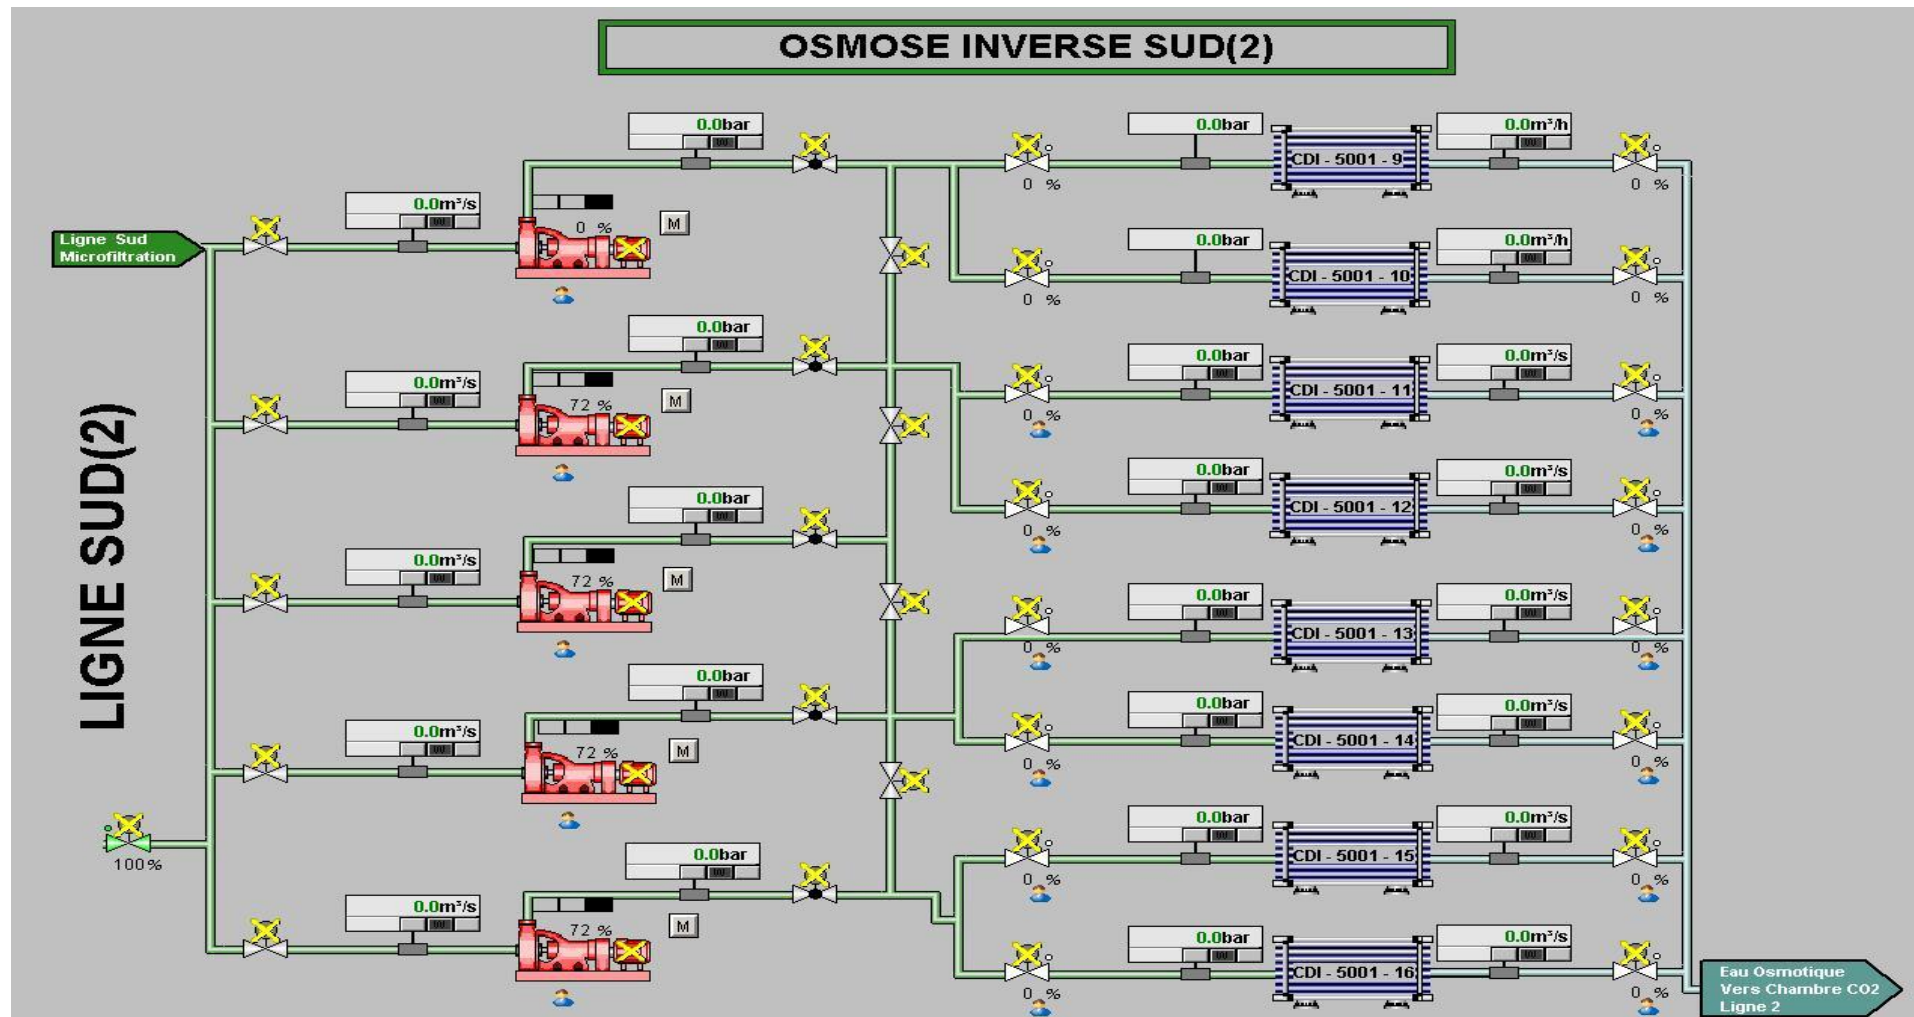 OSMOSE INVERSE SUD(2)
0.0bar
0.0bar
0.0m³/h
CDI - 5001 - 9
0 %
0 %
0.0m³/s
0 %
M
Ligne Sud
Microfiltration
0.0bar
0.0m³/h
CDI - 5001 - 10
0 %
0 %
0.0bar
0.0bar
0.0m³/s
0.0m³/s
72 %
M
CDI - 5001 - 11
0 %
0 %
LIGNE SUD(2)
0.0bar
0.0bar
0.0m³/s
CDI - 5001 - 12
0 %
0 %
0.0m³/s
72 %
M
0.0bar
0.0m³/s
CDI - 5001 - 13
0 %
0 %
0.0bar
0.0m³/s
72 %
M
0.0bar
0.0m³/s
CDI - 5001 - 14
0 %
0 %
100%
0.0bar
0.0bar
0.0m³/s
CDI - 5001 - 15
0 %
0 %
0.0m³/s
72 %
M
0.0bar
0.0m³/s
CDI - 5001 - 16
0 %
0 %
Eau Osmotique
Vers Chambre CO2
Ligne 2